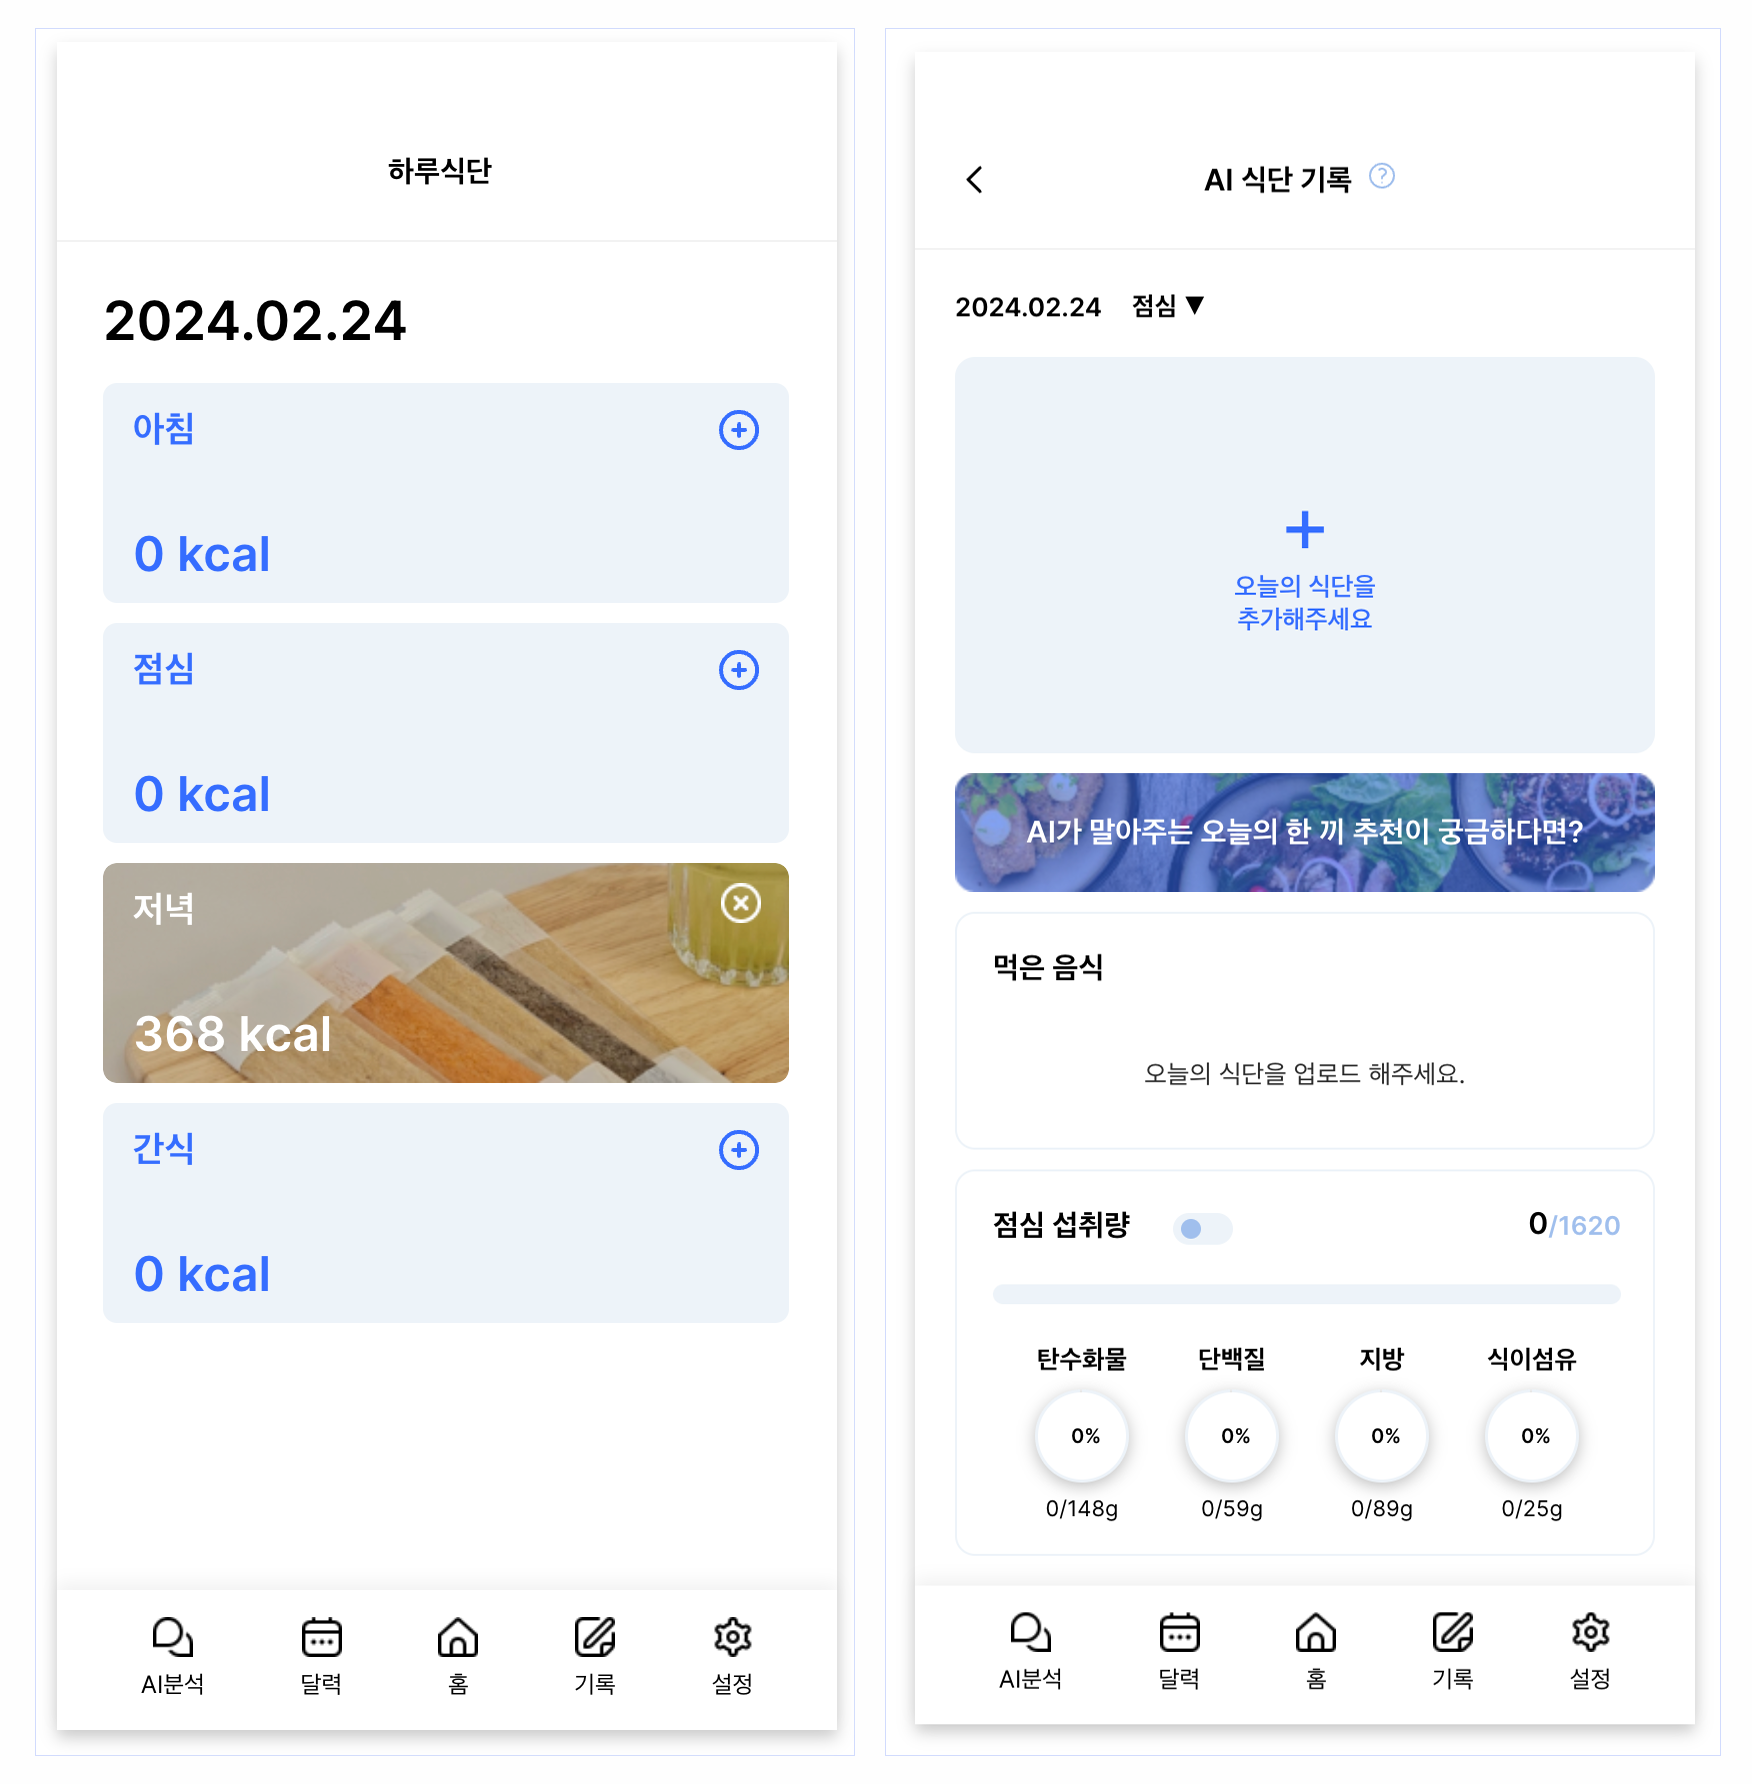 하루식단
2024.02.24
아침
0 kcal
점심
0 kcal
저녁
368 kcal
간식
0 kcal
AI분석
달력
홈
기록
설정
AI 식단 기록 ?
2024.02.24 점심 ▼
오늘의 식단을
추가해주세요
AI가 말아주는 오늘의 한 끼 추천이 궁금하다면?
먹은 음식
오늘의 식단을 업로드 해주세요.
점심 섭취량 0/1620
탄수화물 단백질 지방 식이섬유
0% 0% 0% 0%
0/148g 0/59g 0/89g 0/25g
AI분석
달력
홈
기록
설정